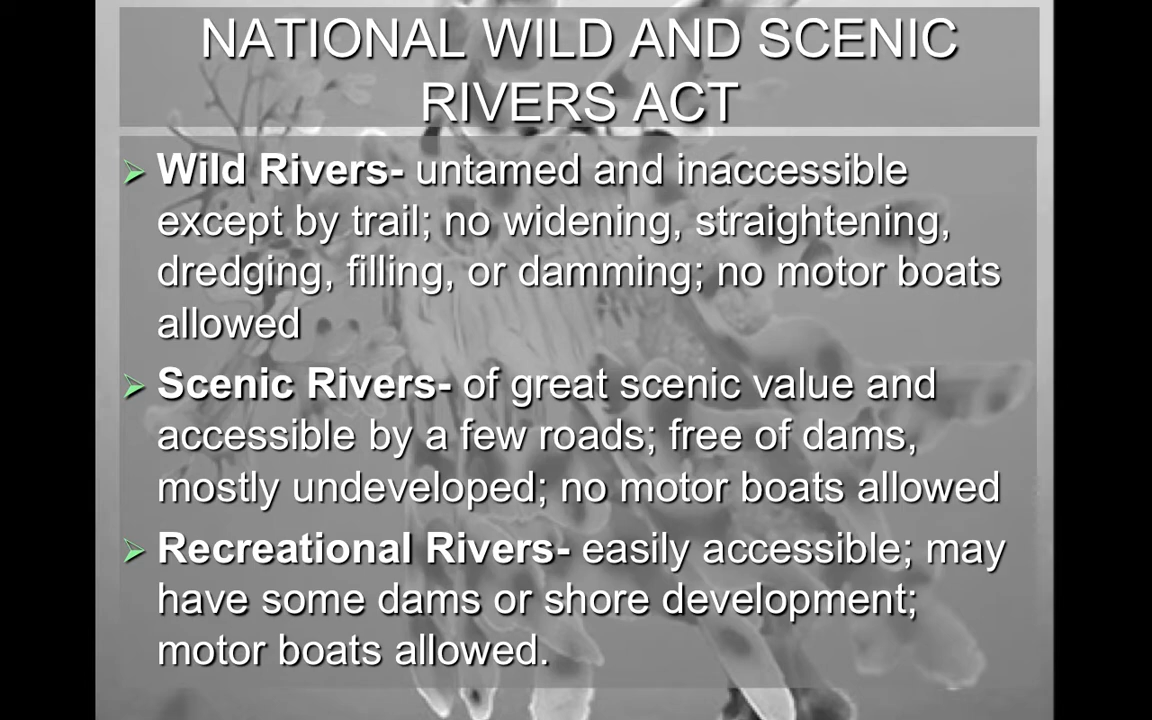 NATIONAL WILD AND SCENIC
RIVERS ACT
Wild Rivers- untamed and inaccessible
except by trail; no widening, straightening,
dredging, filling, or damming; no motor boats
allowed
Scenic Rivers- of great scenic value and
accessible by a few roads; free of dams,
mostly undeveloped; no motor boats allowed
Recreational Rivers- easily accessible; may
have some dams or shore development;
motor boats allowed.